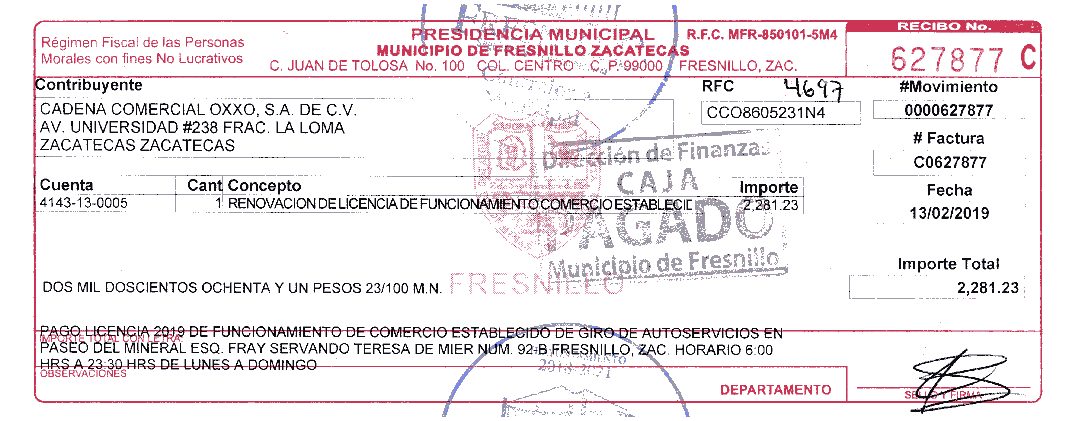 RECIBO No.
627877 C
PRESIDENCIA MUNICIPAL
R.F.C. MFR-850101-5M4
MUNICIPIO DE FRESNILLO ZACATECAS
C. JUAN DE TOLOSA No. 100 COL. CENTRO C. P. 99000 FRESNILLO, ZAC.
Régimen Fiscal de las Personas
Morales con fines No Lucrativos
Contribuyente
CADENA COMERCIAL OXXO, S.A. DE C.V.
AV. UNIVERSIDAD #238 FRAC. LA LOMA
ZACATECAS ZACATECAS
RFC
4697
CCO8605231N4
#Movimiento
0000627877
# Factura
C0627877
Fecha
13/02/2019
Dirección de Finanzas
CAJA
PAGADO
Municipio de Fresnillo
Cuenta Cant Concepto Importe
4143-13-0005 1 RENOVACION DE LICENCIA DE FUNCIONAMIENTO COMERCIO ESTABLECID 2,281.23
FRESNILLO
Importe Total
2,281.23
DOS MIL DOSCIENTOS OCHENTA Y UN PESOS 23/100 M.N.
IMPORTE TOTAL CON LETRA
PAGO LICENCIA 2019 DE FUNCIONAMIENTO DE COMERCIO ESTABLECIDO DE GIRO DE AUTOSERVICIOS EN
PASEO DEL MINERAL ESQ. FRAY SERVANDO TERESA DE MIER NUM. 92-B FRESNILLO, ZAC. HORARIO 6:00
HRS A 23:30 HRS DE LUNES A DOMINGO
OBSERVACIONES
2018-2021
DEPARTAMENTO
SELLO Y FIRMA